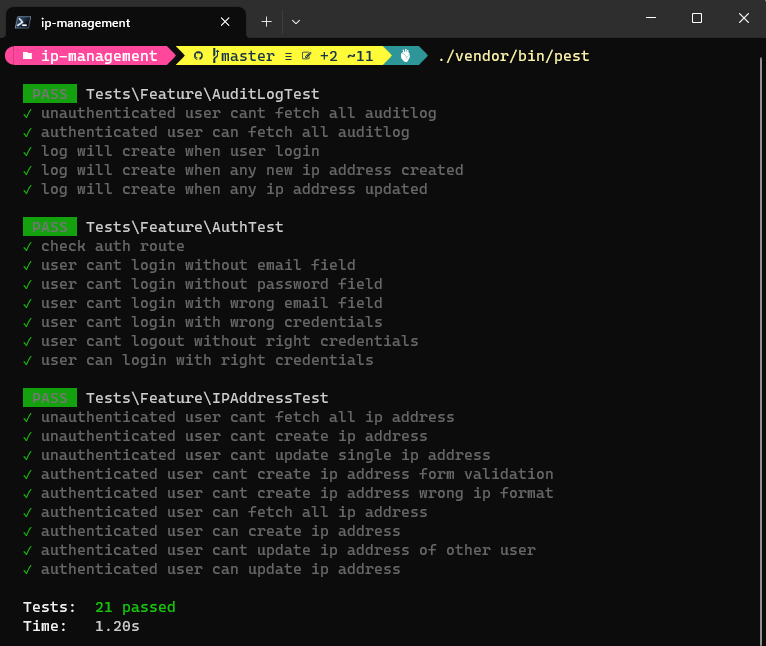 ip-management
ip-management master ≡ +2 ~11 ./vendor/bin/pest
PASS Tests\Feature\AuditLogTest
✓ unauthenticated user cant fetch all auditlog
✓ authenticated user can fetch all auditlog
✓ log will create when user login
✓ log will create when any new ip address created
✓ log will create when any ip address updated
PASS Tests\Feature\AuthTest
✓ check auth route
✓ user cant login without email field
✓ user cant login without password field
✓ user cant login with wrong email field
✓ user cant login with wrong credentials
✓ user cant logout without right credentials
✓ user can login with right credentials
PASS Tests\Feature\IPAddressTest
✓ unauthenticated user cant fetch all ip address
✓ unauthenticated user cant create ip address
✓ unauthenticated user cant update single ip address
✓ authenticated user cant create ip address form validation
✓ authenticated user cant create ip address wrong ip format
✓ authenticated user can fetch all ip address
✓ authenticated user can create ip address
✓ authenticated user cant update ip address of other user
✓ authenticated user can update ip address
Tests: 21 passed
Time: 1.20s